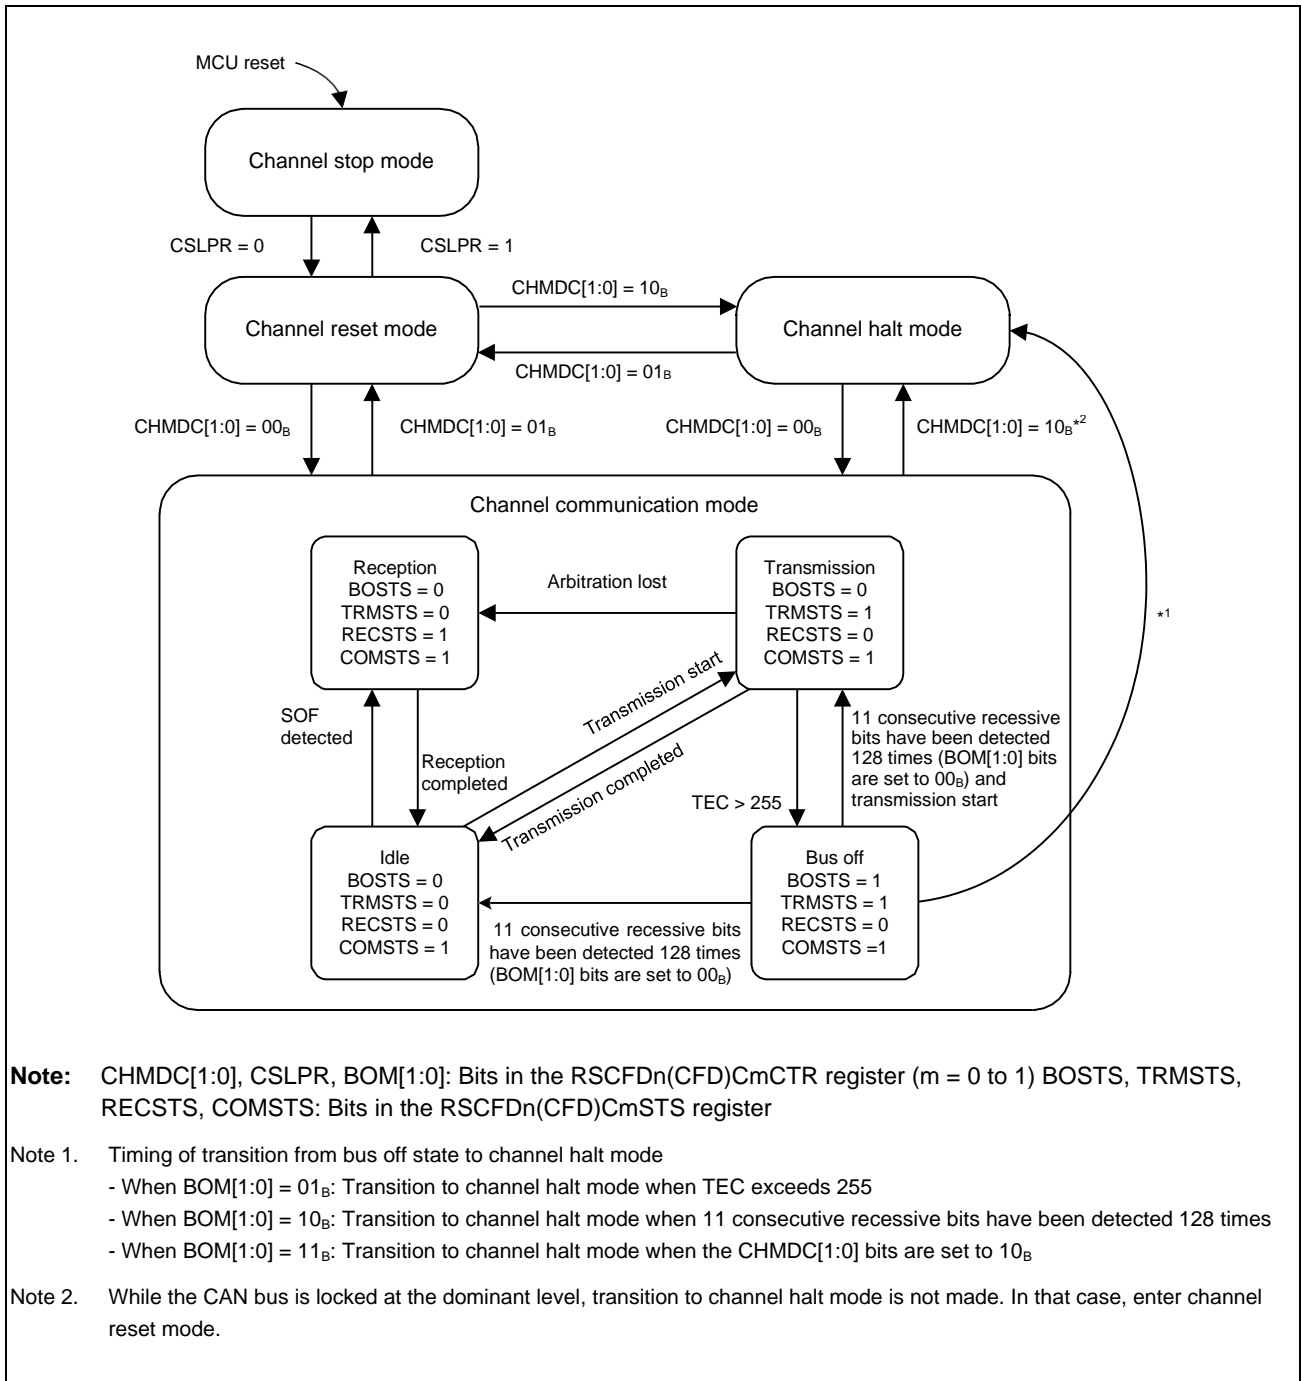 MCU reset
Channel stop mode
CSLPR = 0
CSLPR = 1
CHMDC[1:0] = 10B
Channel reset mode
Channel halt mode
CHMDC[1:0] = 01B
CHMDC[1:0] = 00B
CHMDC[1:0] = 01B
CHMDC[1:0] = 00B
CHMDC[1:0] = 10B*2
Channel communication mode
Reception
BOSTS = 0
TRMSTS = 0
RECSTS = 1
COMSTS = 1
Arbitration lost
Transmission
BOSTS = 0
TRMSTS = 1
RECSTS = 0
COMSTS = 1
*1
SOF
detected
Reception
completed
Transmission start
Transmission completed
TEC > 255
11 consecutive recessive
bits have been detected
128 times (BOM[1:0] bits
are set to 00B) and
transmission start
Idle
BOSTS = 0
TRMSTS = 0
RECSTS = 0
COMSTS = 1
11 consecutive recessive bits
have been detected 128 times
(BOM[1:0] bits are set to 00B)
Bus off
BOSTS = 1
TRMSTS = 1
RECSTS = 0
COMSTS =1
Note: CHMDC[1:0], CSLPR, BOM[1:0]: Bits in the RSCFDn(CFD)CmCTR register (m = 0 to 1) BOSTS, TRMSTS,
RECSTS, COMSTS: Bits in the RSCFDn(CFD)CmSTS register
Note 1. Timing of transition from bus off state to channel halt mode
- When BOM[1:0] = 01B: Transition to channel halt mode when TEC exceeds 255
- When BOM[1:0] = 10B: Transition to channel halt mode when 11 consecutive recessive bits have been detected 128 times
- When BOM[1:0] = 11B: Transition to channel halt mode when the CHMDC[1:0] bits are set to 10B
Note 2. While the CAN bus is locked at the dominant level, transition to channel halt mode is not made. In that case, enter channel
reset mode.